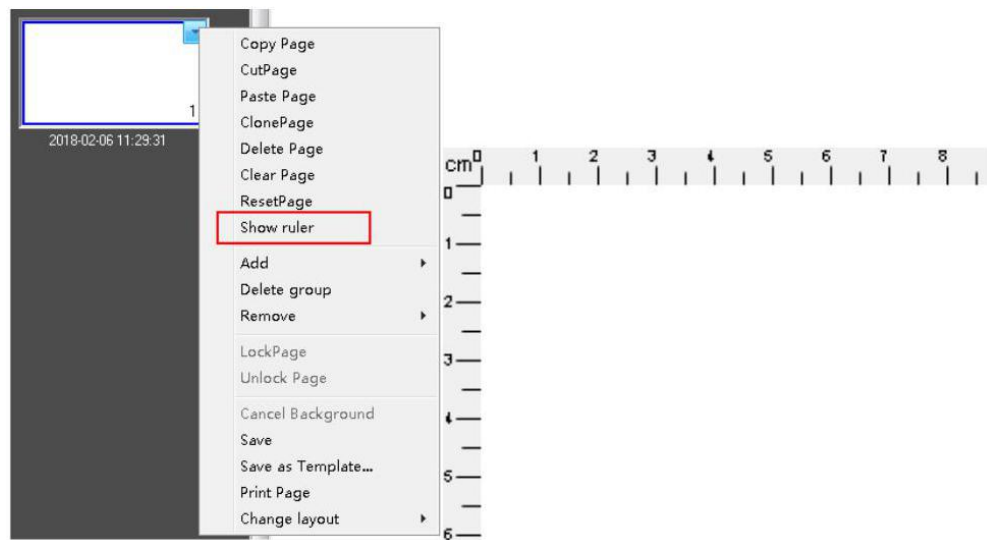 1
2018-02-06 11:29:31
Copy Page
CutPage
Paste Page
ClonePage
Delete Page
Clear Page
ResetPage
Show ruler
Add
Delete group
Remove
LockPage
Unlock Page
Cancel Background
Save
Save as Template...
Print Page
Change layout
cm 0 1 2 3 4 5 6 7 8
0
1
2
3
4
5
6